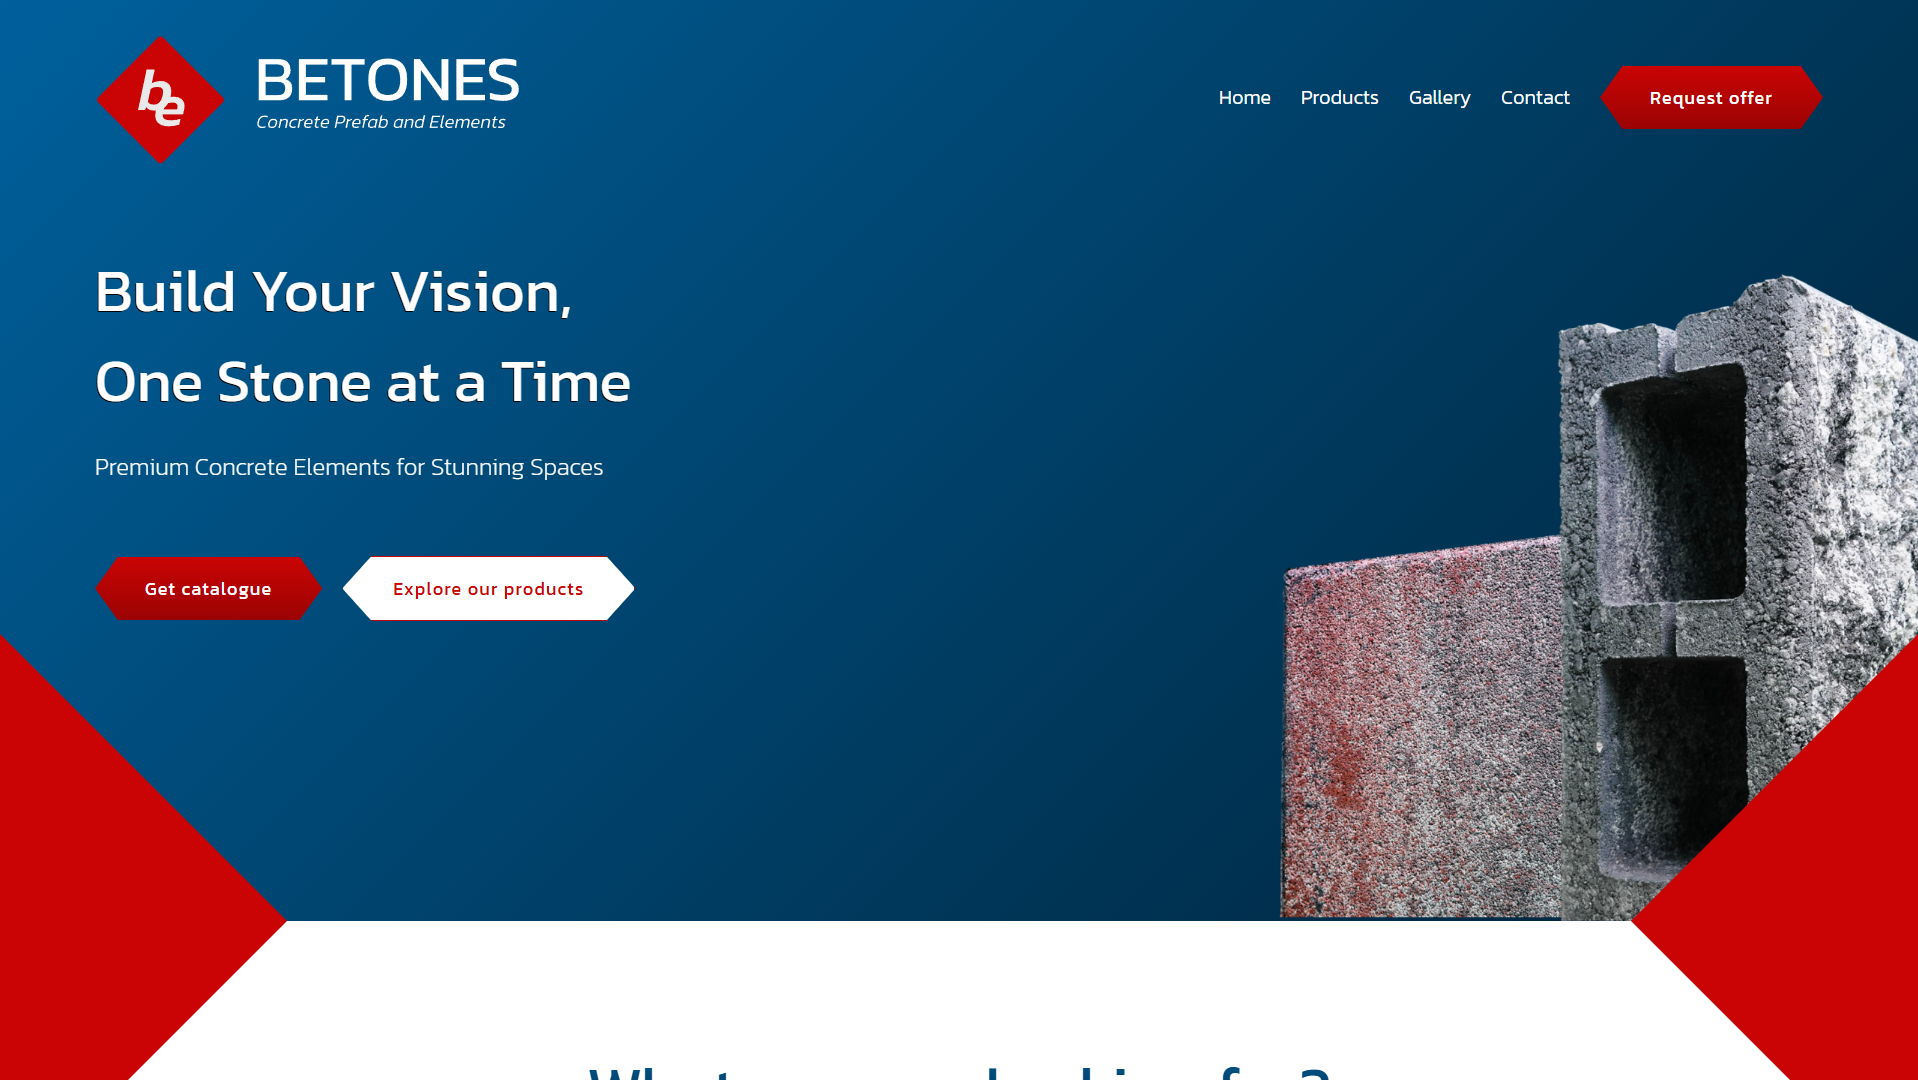 be
BETONES
Concrete Prefab and Elements
Home Products Gallery Contact Request offer
Build Your Vision,
One Stone at a Time
Premium Concrete Elements for Stunning Spaces
Get catalogue Explore our products